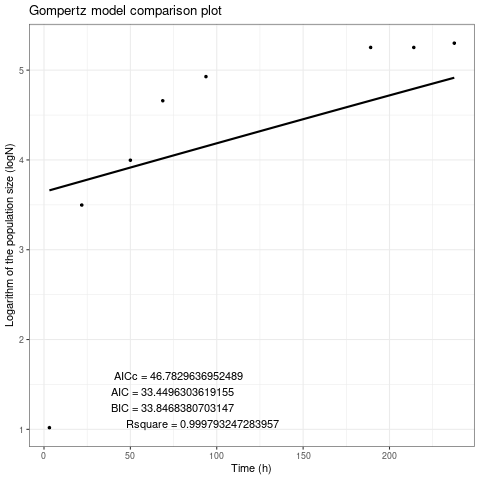 Gompertz model comparison plot
Logarithm of the population size (logN)
5
4
3
2
1
AICc = 46.7829636952489
AIC = 33.4496303619155
BIC = 33.8468380703147
Rsquare = 0.999793247283957
0
50
100
150
200
Time (h)